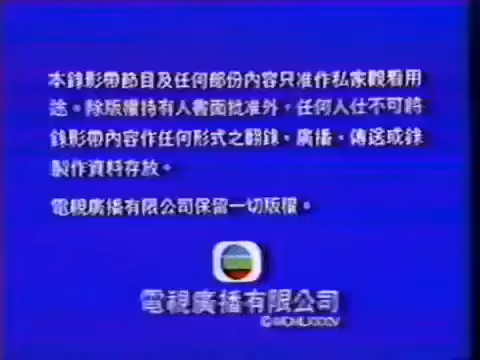 本錄影帶節目及任何部份內容只准作私家觀看用
途。除版權持有人書面批准外，任何人仕不可將
錄影帶內容作任何形式之翻錄、廣播、傳送或錄
製作資料存放。
電視廣播有限公司保留一切版權。
電視廣播有限公司